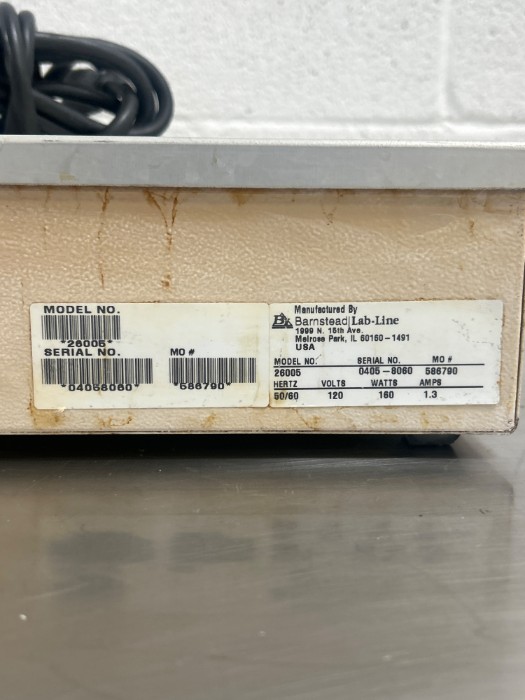 MODEL NO.
*26005*
SERIAL NO. MO #
*04058060* *586790*
Manufactured By
Barnstead|Lab-Line
1999 N. 15th Ave.
Melrose Park, IL 60160-1491
USA
MODEL NO. SERIAL NO. MO #
26005 0405-8060 586790
HERTZ VOLTS WATTS AMPS
50/60 120 160 1.3